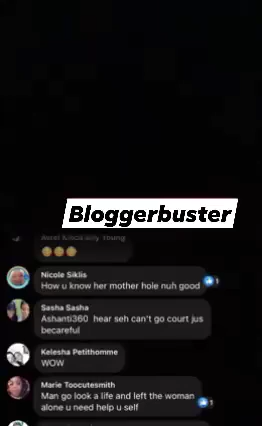 Bloggerbuster
Young
Nicole Siklis
How u know her mother hole nuh good
1
Sasha Sasha
Ashanti360 hear seh can't go court jus
becareful
Kelesha Petithomme
WOW
Marie Toocutesmith
Man go look a life and left the woman
alone u need help u self
1